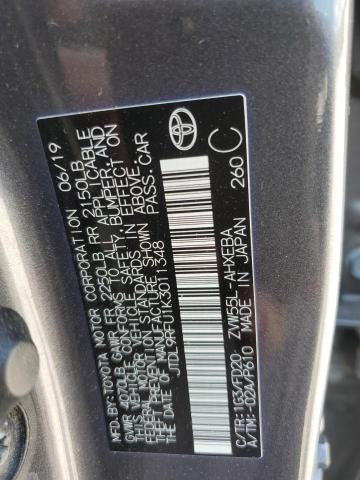 MFD.BY:TOYOTA MOTOR CORPORATION 06/19
GVWR 4070LB GAWR FR 2250LB RR 2150LB
THIS VEHICLE CONFORMS TO ALL APPLICABLE
FEDERAL MOTOR VEHICLE SAFETY, BUMPER, AND
THEFT PREVENTION STANDARDS IN EFFECT
ON THE DATE OF MANUFACTURE SHOWN ABOVE.
PASS.CAR
C/TR:1G3/FD20 ZVW55L-AHXEBA 260 C
A/TM:-02A/P610 MADE IN JAPAN